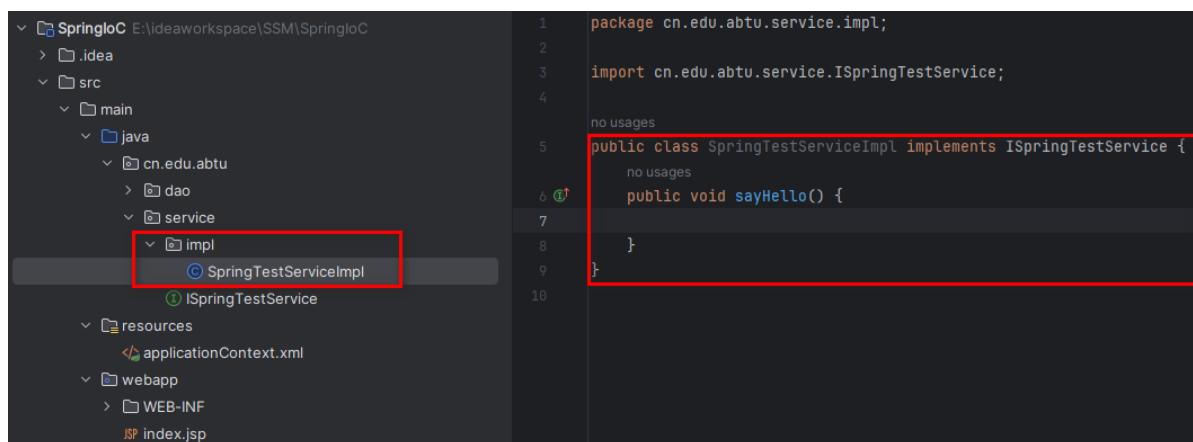 SpringIoC E:\ideaworkspace\SSM\SpringIoC
.idea
src
main
java
cn.edu.abtu
dao
service
impl
SpringTestServiceImpl
ISpringTestService
resources
applicationContext.xml
webapp
WEB-INF
JSP index.jsp
1 package cn.edu.abtu.service.impl;
2
3 import cn.edu.abtu.service.ISpringTestService;
4
no usages
5 public class SpringTestServiceImpl implements ISpringTestService {
no usages
6 public void sayHello() {
7
8 }
9 }
10